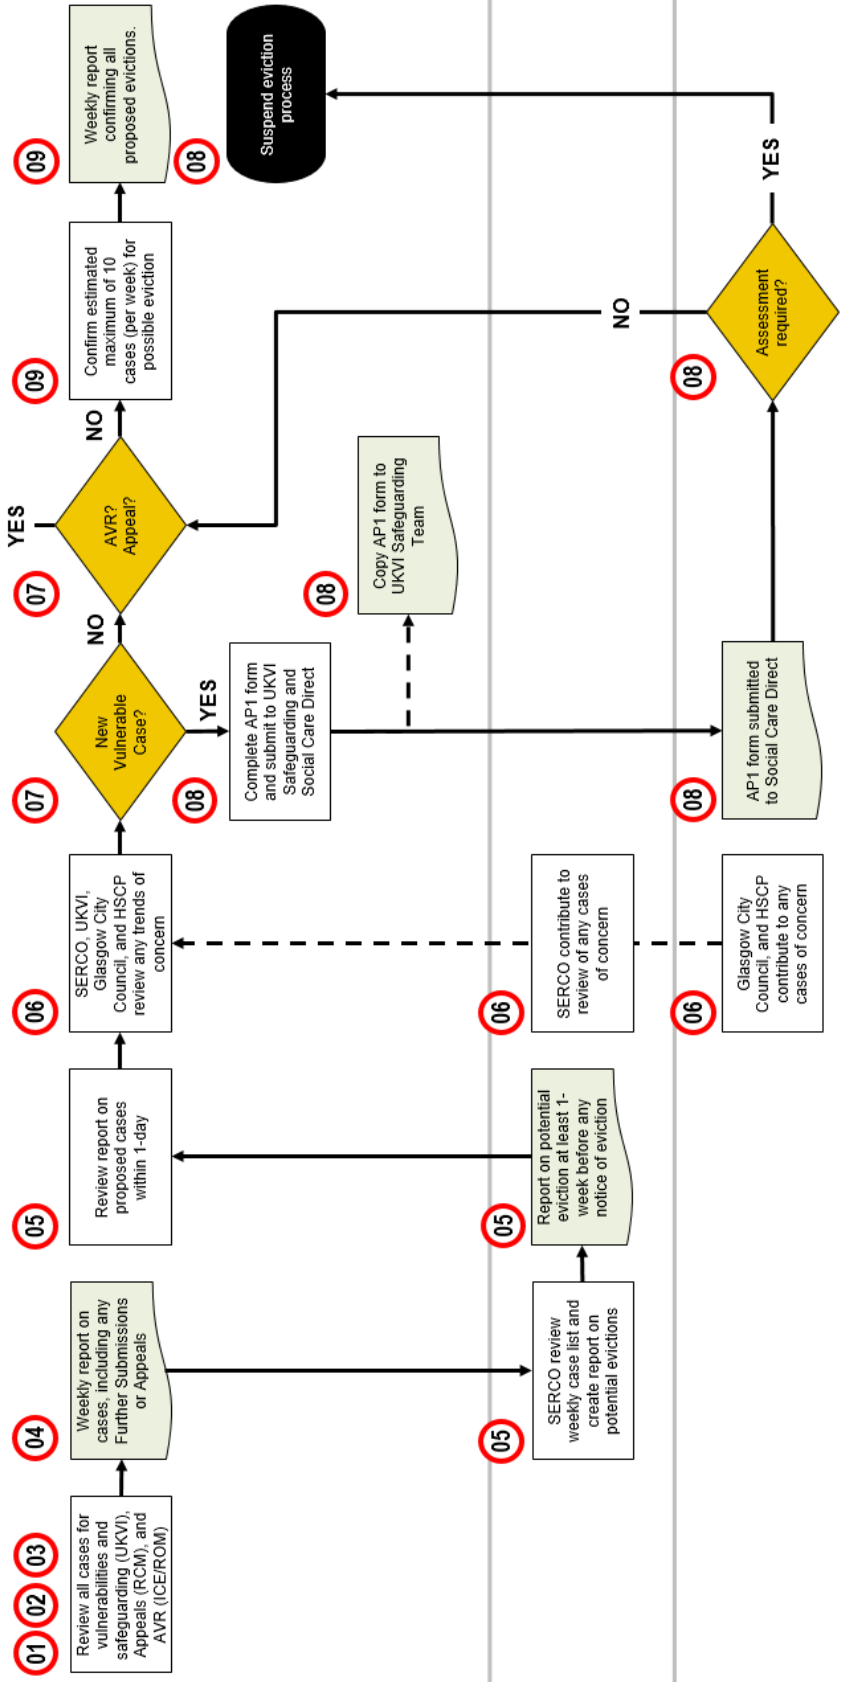 01
02
03
Review all cases for
vulnerabilities and
safeguarding (UKVI),
Appeals (RCM), and
AVR (ICE/ROM)
04
Weekly report on
cases, including any
Further Submissions
or Appeals
05
SERCO review
weekly case list and
create report on
potential evictions
05
Report on potential
eviction at least 1-
week before any
notice of eviction
05
Review report on
proposed cases
within 1-day
06
SERCO, UKVI,
Glasgow City
Council, and HSCP
review any trends of
concern
06
SERCO contribute to
review of any cases
of concern
06
Glasgow City
Council, and HSCP
contribute to any
cases of concern
07
New
Vulnerable
Case?
NO
YES
08
Complete AP1 form
and submit to UKVI
Safeguarding and
Social Care Direct
08
Copy AP1 form to
UKVI Safeguarding
Team
08
AP1 form submitted
to Social Care Direct
08
Assessment
required?
NO
YES
07
AVR?
Appeal?
YES
NO
09
Confirm estimated
maximum of 10
cases (per week) for
possible eviction
09
Weekly report
confirming all
proposed evictions.
08
Suspend eviction
process